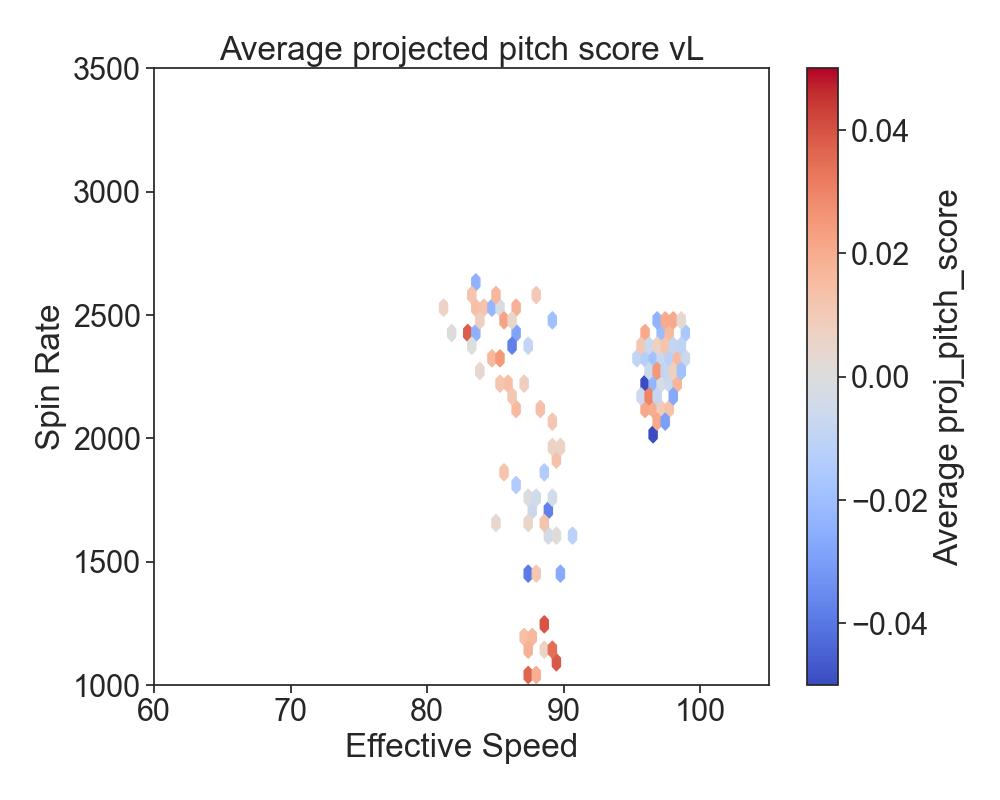 Average projected pitch score vL
3500
3000
2500
2000
1500
1000
Spin Rate
60 70 80 90 100
Effective Speed
0.04
0.02
0.00
−0.02
−0.04
Average proj_pitch_score